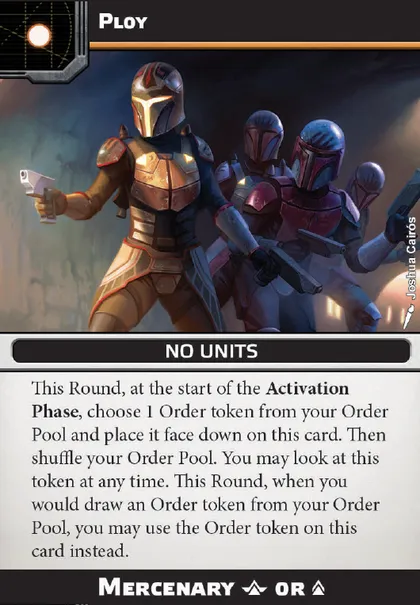 Ploy
Joshua Cairós
NO UNITS
This Round, at the start of the Activation
Phase, choose 1 Order token from your Order
Pool and place it face down on this card. Then
shuffle your Order Pool. You may look at this
token at any time. This Round, when you
would draw an Order token from your Order
Pool, you may use the Order token on this
card instead.
Mercenary or